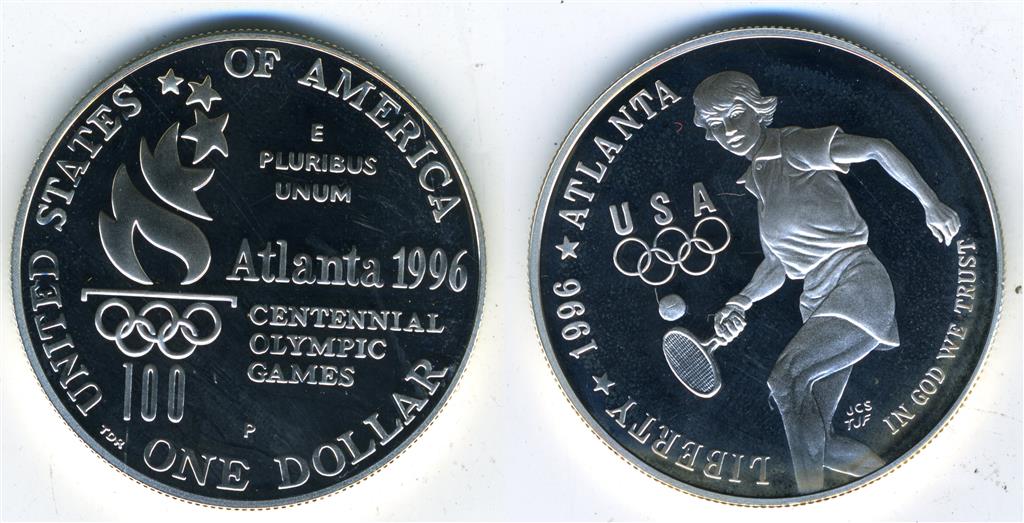 UNITED STATES OF AMERICA
E
PLURIBUS
UNUM
Atlanta 1996
CENTENNIAL
OLYMPIC
GAMES
100
P
TDR
ONE DOLLAR
LIBERTY ★ 1996 ★ ATLANTA
USA
IN GOD WE TRUST
JCS
TJF